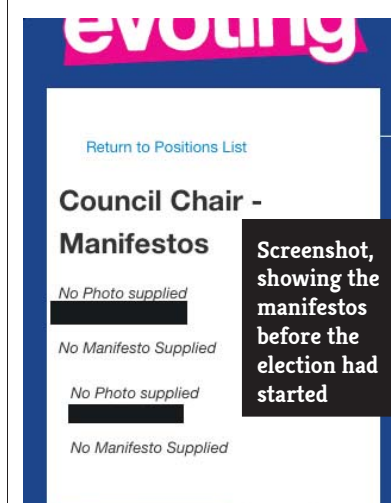 evoting
Return to Positions List
Council Chair -
Manifestos
No Photo supplied
No Manifesto Supplied
No Photo supplied
No Manifesto Supplied
Screenshot,
showing the
manifestos
before the
election had
started